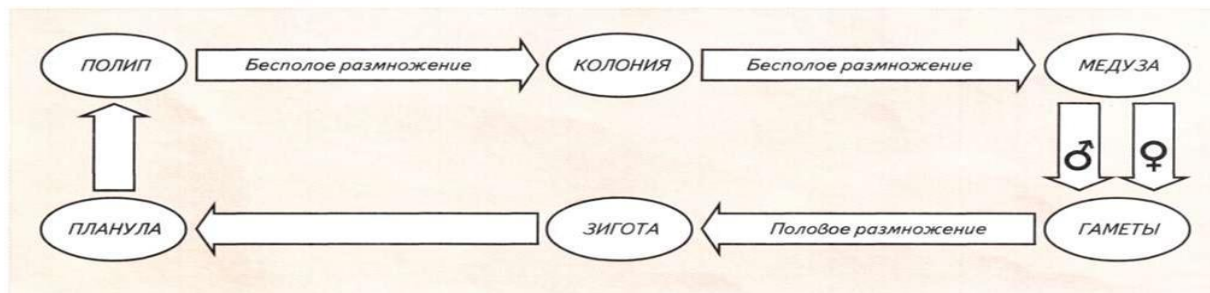 ПОЛИП
Бесполое размножение
КОЛОНИЯ
Бесполое размножение
МЕДУЗА
ПЛАНУЛА
ЗИГОТА
Половое размножение
ГАМЕТЫ